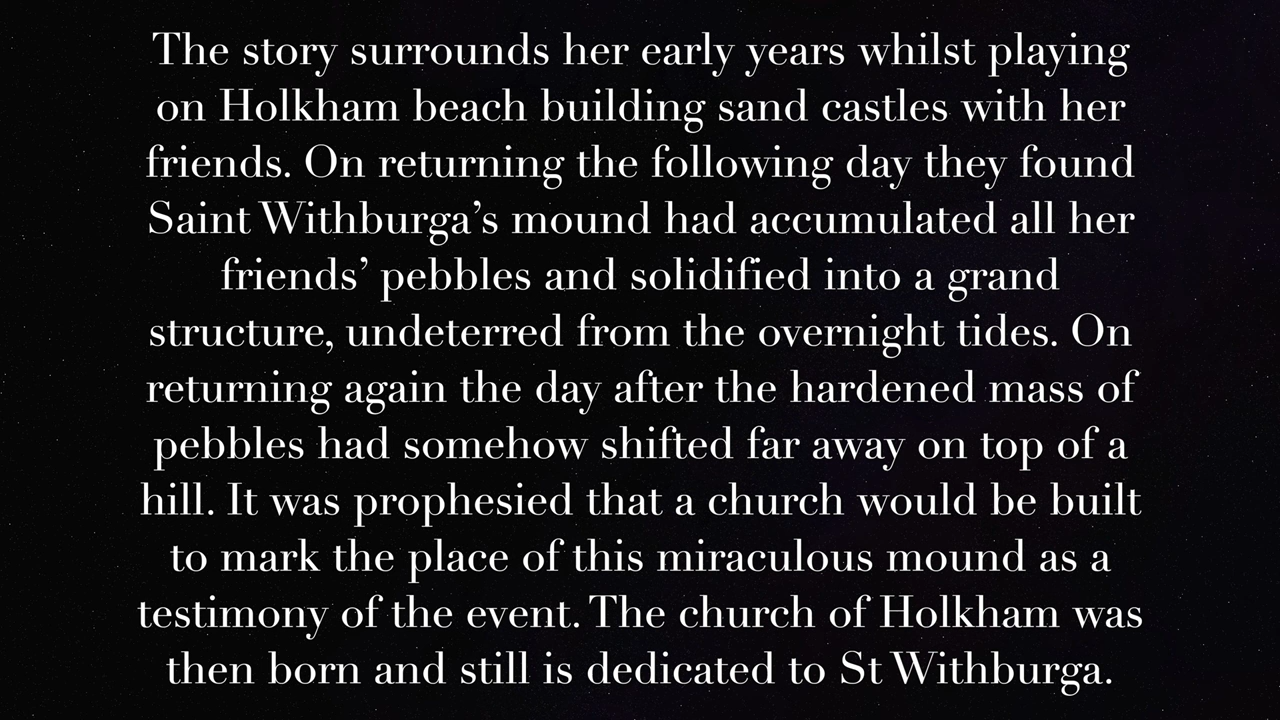 The story surrounds her early years whilst playing
on Holkham beach building sand castles with her
friends. On returning the following day they found
Saint Withburga’s mound had accumulated all her
friends’ pebbles and solidified into a grand
structure, undeterred from the overnight tides. On
returning again the day after the hardened mass of
pebbles had somehow shifted far away on top of a
hill. It was prophesied that a church would be built
to mark the place of this miraculous mound as a
testimony of the event. The church of Holkham was
then born and still is dedicated to St Withburga.